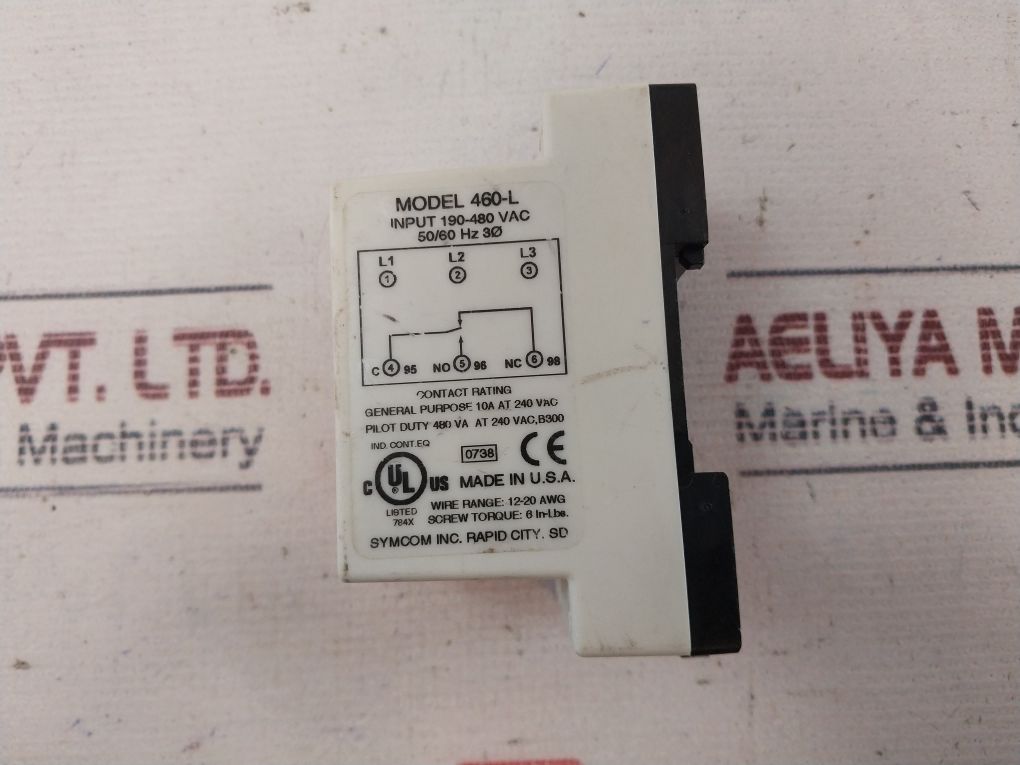 MODEL 460-L
INPUT 190-480 VAC
50/60 Hz 3Ø
L1 L2 L3
1 2 3
C 4 95 NO 5 96 NC 6 98
CONTACT RATING
GENERAL PURPOSE 10A AT 240 VAC
PILOT DUTY 480 VA AT 240 VAC,B300
IND. CONT.EQ
0738 CE
C UL ® US MADE IN U.S.A.
LISTED
784X
WIRE RANGE: 12-20 AWG
SCREW TORQUE: 6 In-Lbs.
SYMCOM INC. RAPID CITY, SD
PVT. LTD.
Machinery
AELIYA M
Marine & Ind